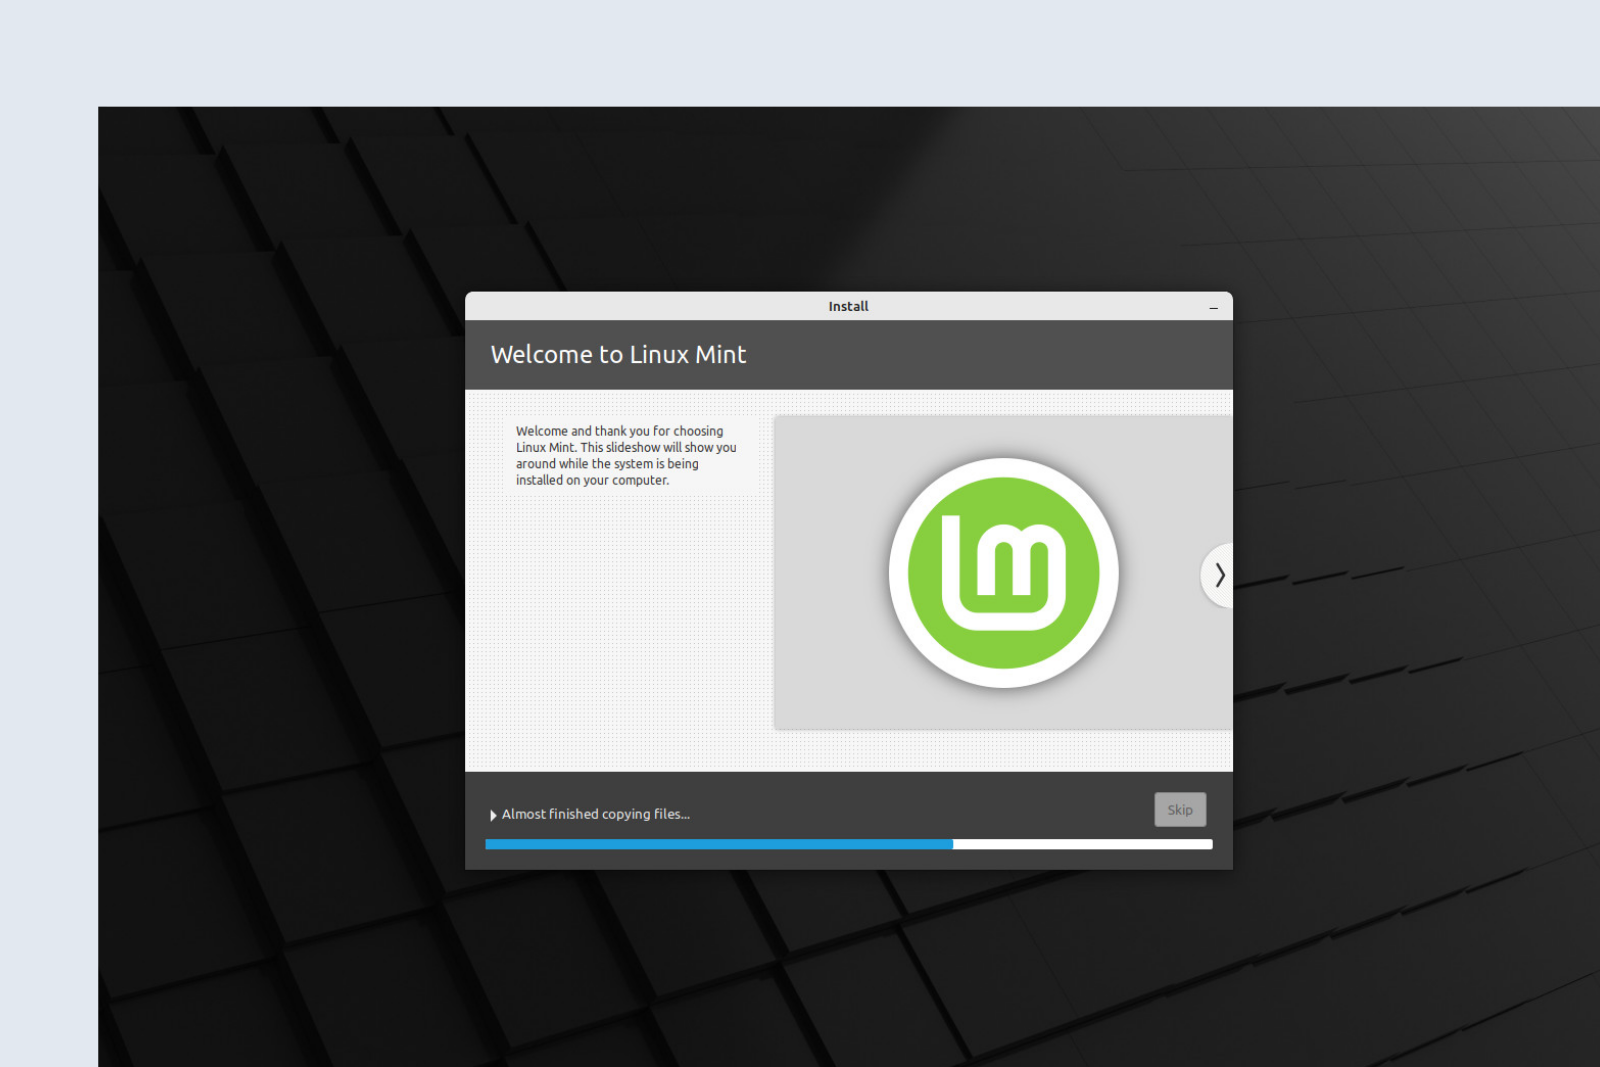 Install
Welcome to Linux Mint
Welcome and thank you for choosing
Linux Mint. This slideshow will show you
around while the system is being
installed on your computer.
lm
Almost finished copying files...
Skip